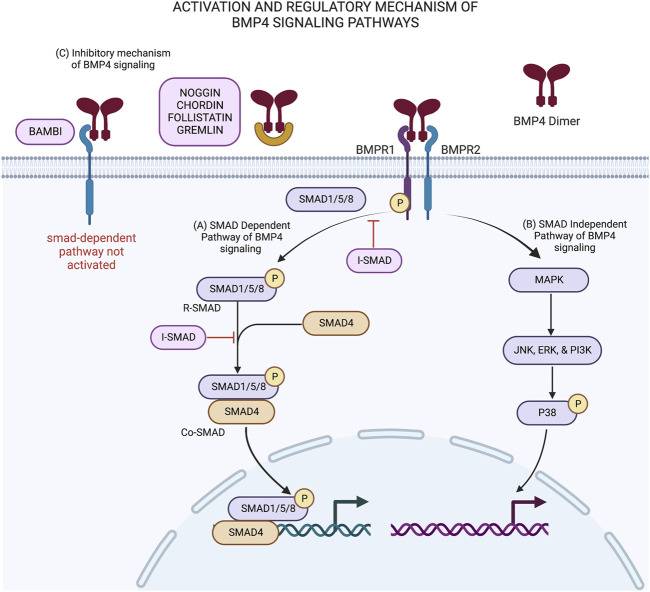 ACTIVATION AND REGULATORY MECHANISM OF
BMP4 SIGNALING PATHWAYS
(C) Inhibitory mechanism
of BMP4 signaling
NOGGIN
CHORDIN
FOLLISTATIN
GREMLIN
BAMBI
BMP4 Dimer
BMPR1
BMPR2
smad-dependent
pathway not
activated
SMAD1/5/8
P
(A) SMAD Dependent
Pathway of BMP4
signaling
I-SMAD
(B) SMAD Independent
Pathway of BMP4
signaling
P
SMAD1/5/8
R-SMAD
MAPK
I-SMAD
SMAD4
JNK, ERK, & PI3K
P
SMAD1/5/8
SMAD4
Co-SMAD
P
P38
P
SMAD1/5/8
SMAD4